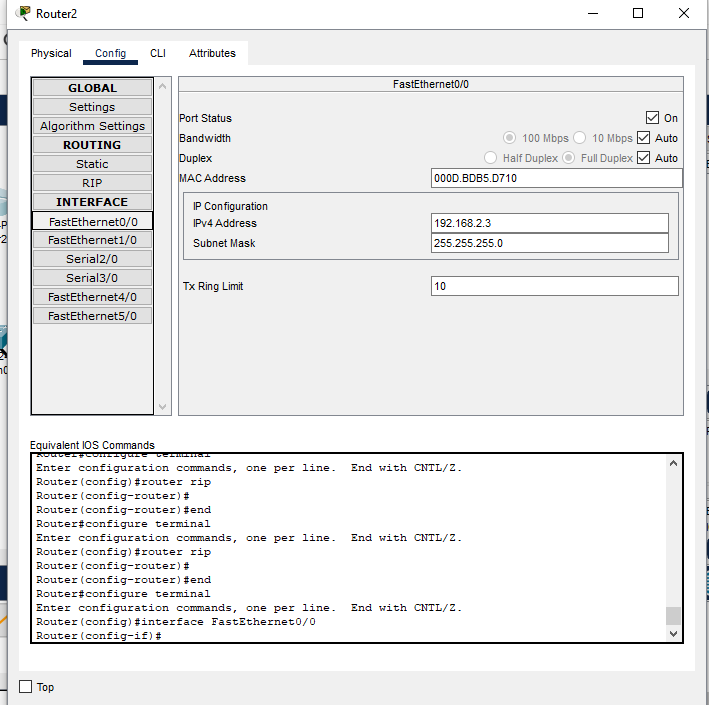 Router2
Physical Config CLI Attributes
GLOBAL
Settings
Algorithm Settings
ROUTING
Static
RIP
INTERFACE
FastEthernet0/0
FastEthernet1/0
Serial2/0
Serial3/0
FastEthernet4/0
FastEthernet5/0
FastEthernet0/0
Port Status On
Bandwidth 100 Mbps 10 Mbps Auto
Duplex Half Duplex Full Duplex Auto
MAC Address 000D.BDB5.D710
IP Configuration
IPv4 Address 192.168.2.3
Subnet Mask 255.255.255.0
Tx Ring Limit 10
Equivalent IOS Commands
Router#configure terminal
Enter configuration commands, one per line. End with CNTL/Z.
Router(config)#router rip
Router(config-router)#
Router(config-router)#end
Router#configure terminal
Enter configuration commands, one per line. End with CNTL/Z.
Router(config)#router rip
Router(config-router)#
Router(config-router)#end
Router#configure terminal
Enter configuration commands, one per line. End with CNTL/Z.
Router(config)#interface FastEthernet0/0
Router(config-if)#
Top